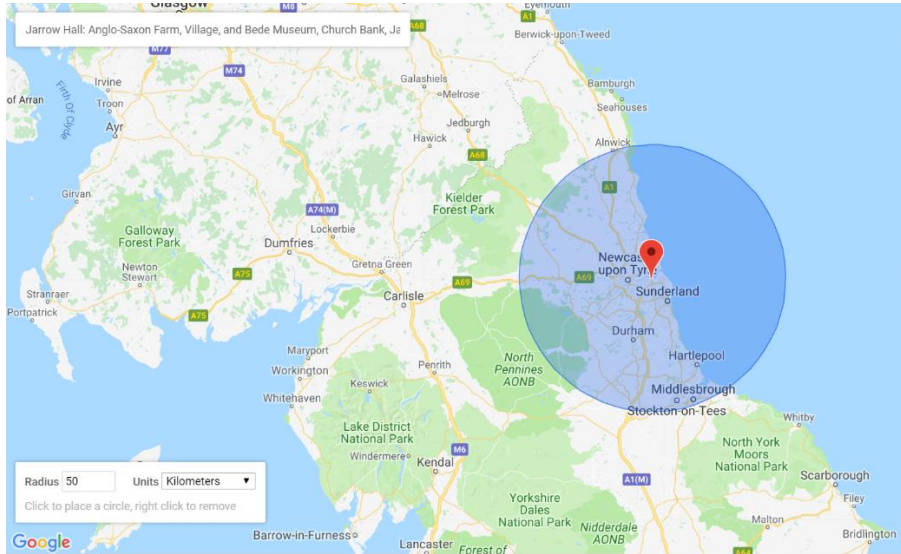 Glasgow
M8
M77
A68
A1
Eyemouth
Jarrow Hall: Anglo-Saxon Farm, Village, and Bede Museum, Church Bank, Ja
Berwick-upon-Tweed
M74
Irvine
Galashiels
Melrose
Bamburgh
of Arran
Firth Of Clyde
Troon
Seahouses
Ayr
Jedburgh
Hawick
Alnwick
A68
A1
Girvan
Kielder
Forest Park
A74(M)
Lockerbie
Galloway
Forest Park
Dumfries
Newton
Stewart
Gretna Green
Newcas
upon Tyne
A75
A69
A69
Stranraer
Carlisle
Sunderland
Portpatrick
A75
Durham
Maryport
North
Pennines
AONB
Hartlepool
Workington
Penrith
Keswick
Middlesbrough
Whitehaven
Stockton-on-Tees
Whitby
Lake District
National Park
North York
Moors
National Park
Windermere
Kendal
M6
A1(M)
Scarborough
Radius 50 Units Kilometers
Click to place a circle, right click to remove
Yorkshire
Dales
National Park
Filey
Malton
Nidderdale
AONB
Google
Barrow-in-Furness
Bridlington
Lancaster
Forest of
A64